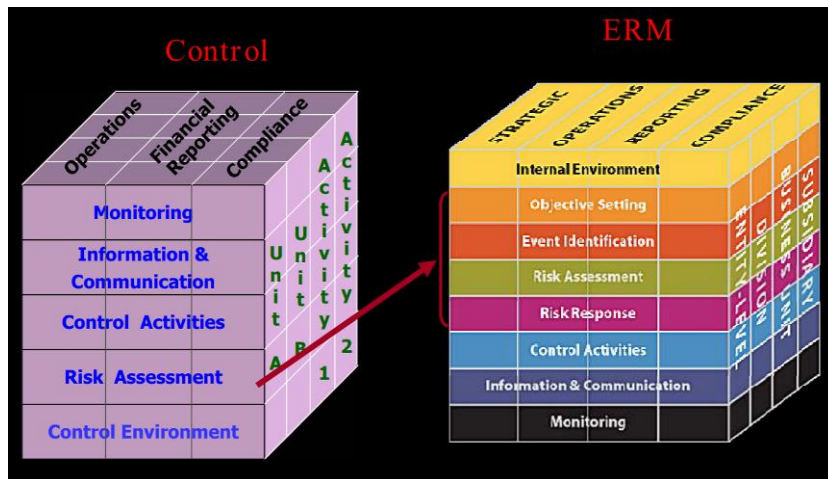 Control
Operations
Financial
Reporting
Compliance
Monitoring
Information &
Communication
Control Activities
Risk Assessment
Control Environment
Unit A
Unit B
Activity 1
Activity 2
ERM
STRATEGIC
OPERATIONS
REPORTING
COMPLIANCE
Internal Environment
Objective Setting
Event Identification
Risk Assessment
Risk Response
Control Activities
Information & Communication
Monitoring
ENTITY-LEVEL
DIVISION
BUSINESS UNIT
SUBSIDIARY